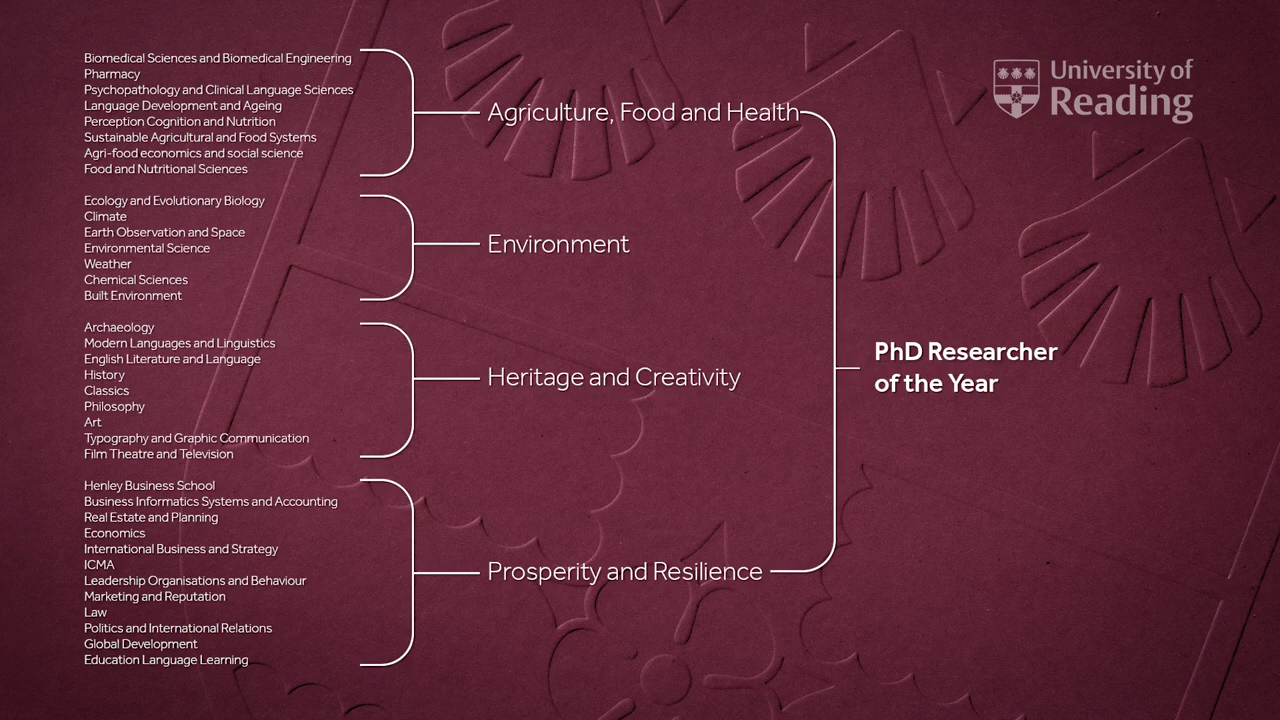 Biomedical Sciences and Biomedical Engineering
Pharmacy
Psychopathology and Clinical Language Sciences
Language Development and Ageing
Perception Cognition and Nutrition
Sustainable Agricultural and Food Systems
Agri-food economics and social science
Food and Nutritional Sciences
Ecology and Evolutionary Biology
Climate
Earth Observation and Space
Environmental Science
Weather
Chemical Sciences
Built Environment
Archaeology
Modern Languages and Linguistics
English Literature and Language
History
Classics
Philosophy
Art
Typography and Graphic Communication
Film Theatre and Television
Henley Business School
Business Informatics Systems and Accounting
Real Estate and Planning
Economics
International Business and Strategy
ICMA
Leadership Organisations and Behaviour
Marketing and Reputation
Law
Politics and International Relations
Global Development
Education Language Learning
Agriculture, Food and Health
Environment
Heritage and Creativity
Prosperity and Resilience
PhD Researcher
of the Year
University of
Reading